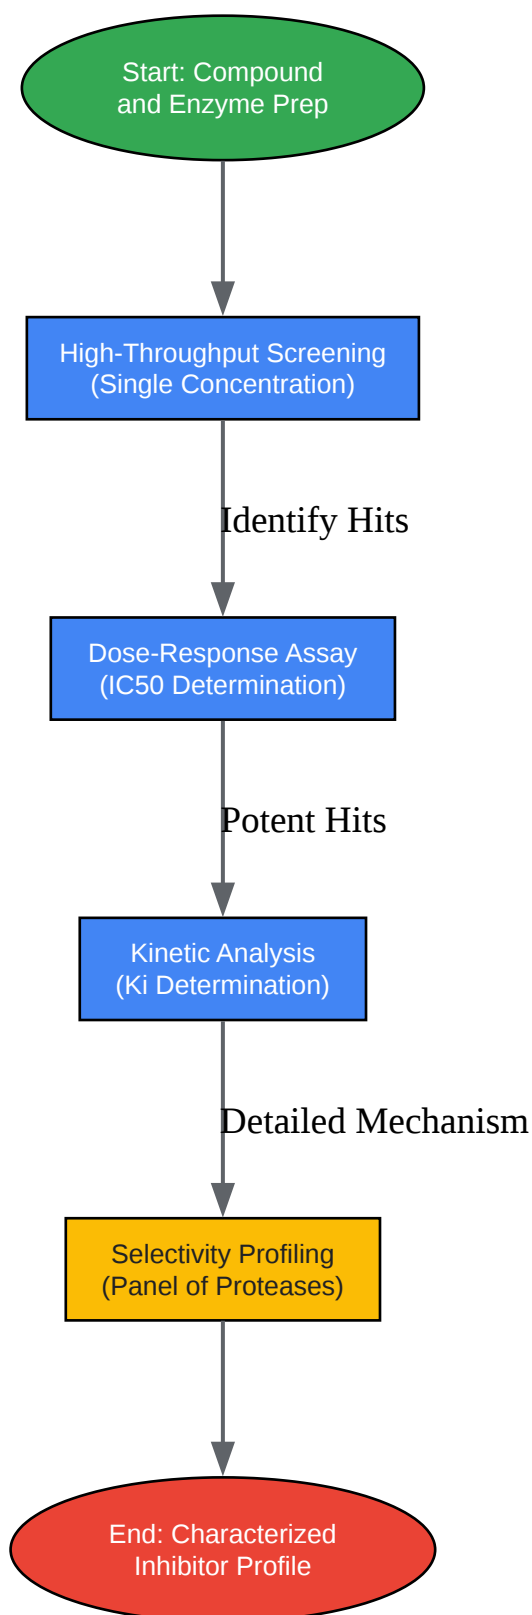 Start: Compound
and Enzyme Prep
High-Throughput Screening
(Single Concentration)
Identify Hits
Dose-Response Assay
(IC50 Determination)
Potent Hits
Kinetic Analysis
(Ki Determination)
Detailed Mechanism
Selectivity Profiling
(Panel of Proteases)
End: Characterized
Inhibitor Profile